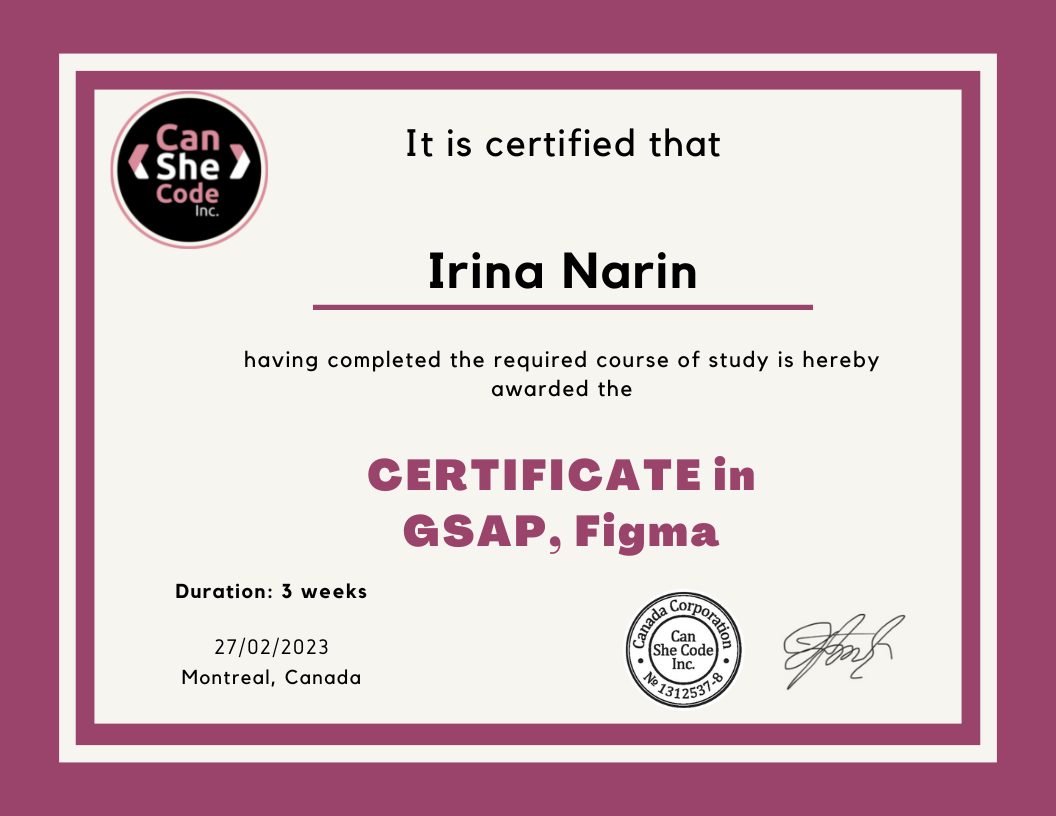 Can
She
Code
Inc.
It is certified that
Irina Narin
having completed the required course of study is hereby
awarded the
CERTIFICATE in
GSAP, Figma
Duration: 3 weeks
27/02/2023
Montreal, Canada
Canada Corporation
Can
She Code
Inc.
№ 1312537-8